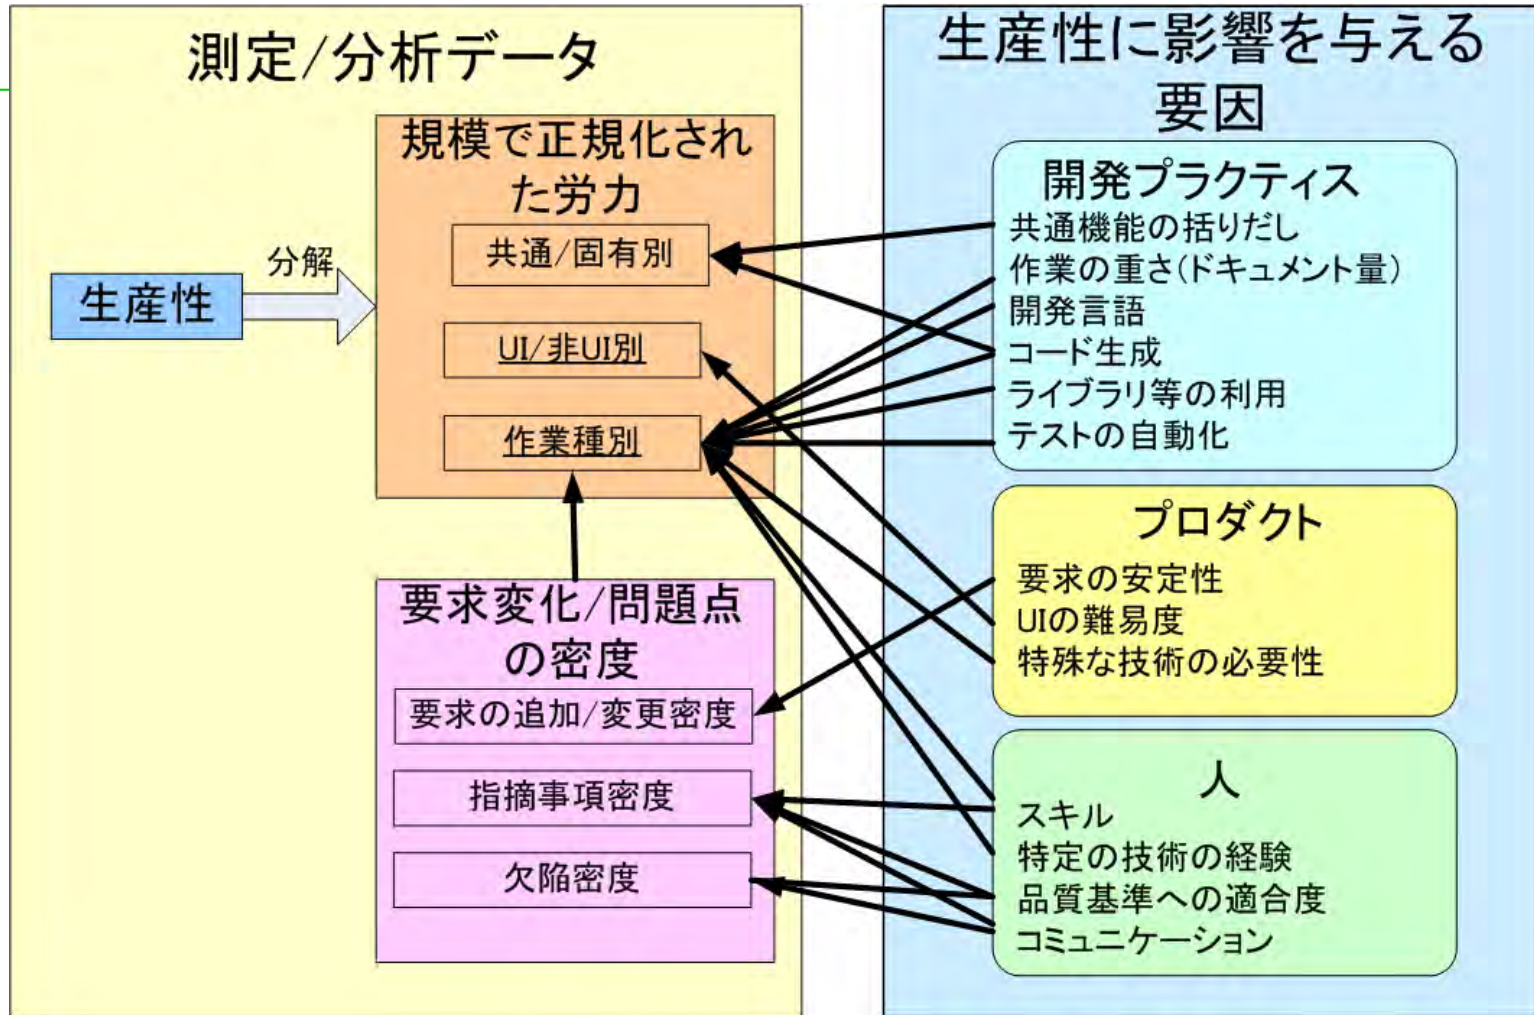 測定/分析データ
生産性
分解
規模で正規化され
た労力
共通/固有別
UI/非UI別
作業種別
要求変化/問題点
の密度
要求の追加/変更密度
指摘事項密度
欠陥密度
生産性に影響を与える
要因
開発プラクティス
共通機能の括りだし
作業の重さ(ドキュメント量)
開発言語
コード生成
ライブラリ等の利用
テストの自動化
プロダクト
要求の安定性
UIの難易度
特殊な技術の必要性
人
スキル
特定の技術の経験
品質基準への適合度
コミュニケーション